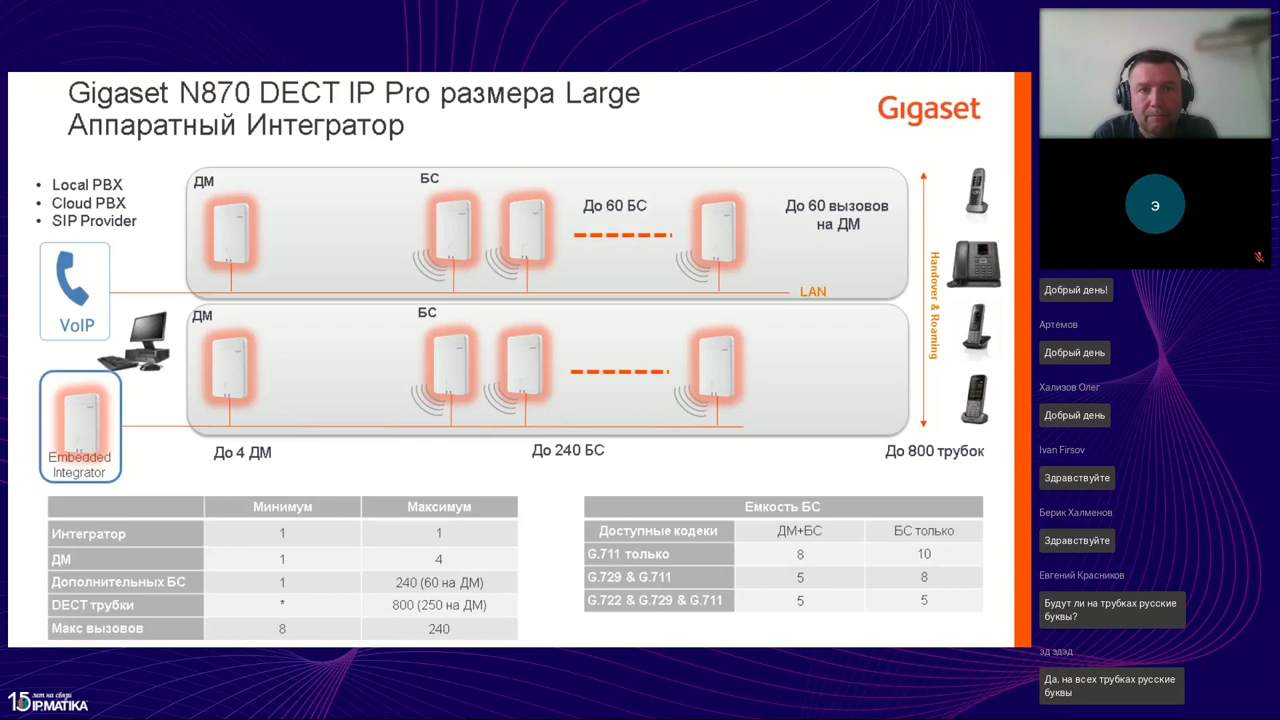 Gigaset N870 DECT IP Pro размера Large
Аппаратный Интегратор
Gigaset
• Local PBX
• Cloud PBX
• SIP Provider
VoIP
Embedded
Integrator
ДМ
БС
До 60 БС
До 60 вызовов
на ДМ
LAN
ДМ
БС
Handover & Roaming
До 4 ДМ
До 240 БС
До 800 трубок
Минимум Максимум
Интегратор 1 1
ДМ 1 4
Дополнительных БС 1 240 (60 на ДМ)
DECT трубки * 800 (250 на ДМ)
Макс вызовов 8 240
Емкость БС
Доступные кодеки ДМ+БС БС только
G.711 только 8 10
G.729 & G.711 5 8
G.722 & G.729 & G.711 5 5
15 лет на связи
IPMATIKA
Э
Добрый день!
Артемов
Добрый день
Хализов Олег
Добрый день
Ivan Firsov
Здравствуйте
Берик Халменов
Здравствуйте
Евгений Красников
Будут ли на трубках русские
буквы?
эд эдэд
Да, на всех трубках русские
буквы